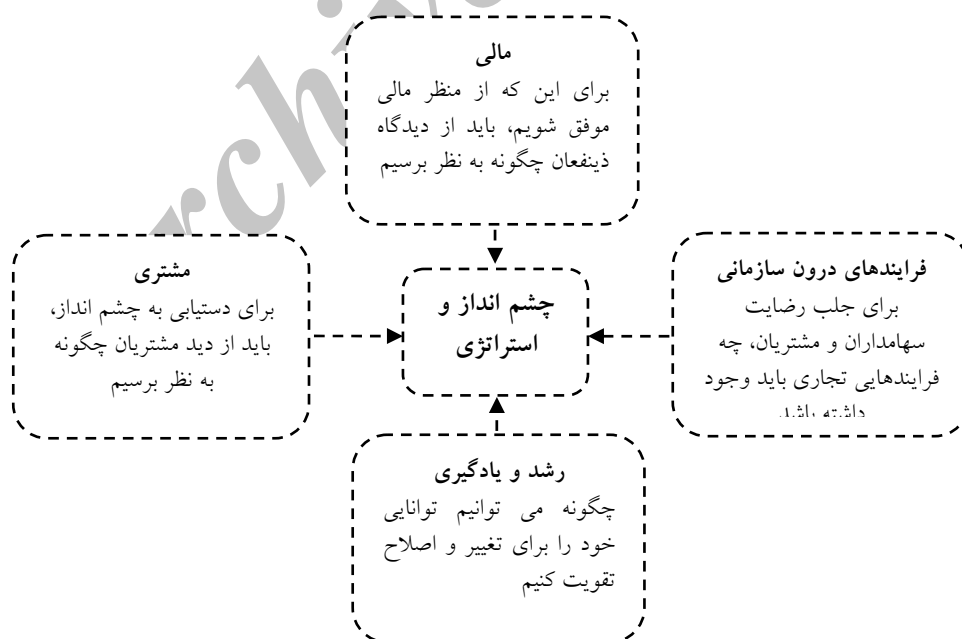 مالی
برای این که از منظر مالی
موفق شویم، باید از دیدگاه
ذینفعان چگونه به نظر برسیم
فرایندهای درون سازمانی
برای جلب رضایت
سهامداران و مشتریان، چه
فرایندهایی تجاری باید وجود
داشته باشد
چشم انداز و
استراتژی
مشتری
برای دستیابی به چشم انداز،
باید از دید مشتریان چگونه
به نظر برسیم
رشد و یادگیری
چگونه می توانیم توانایی
خود را برای تغییر و اصلاح
تقویت کنیم